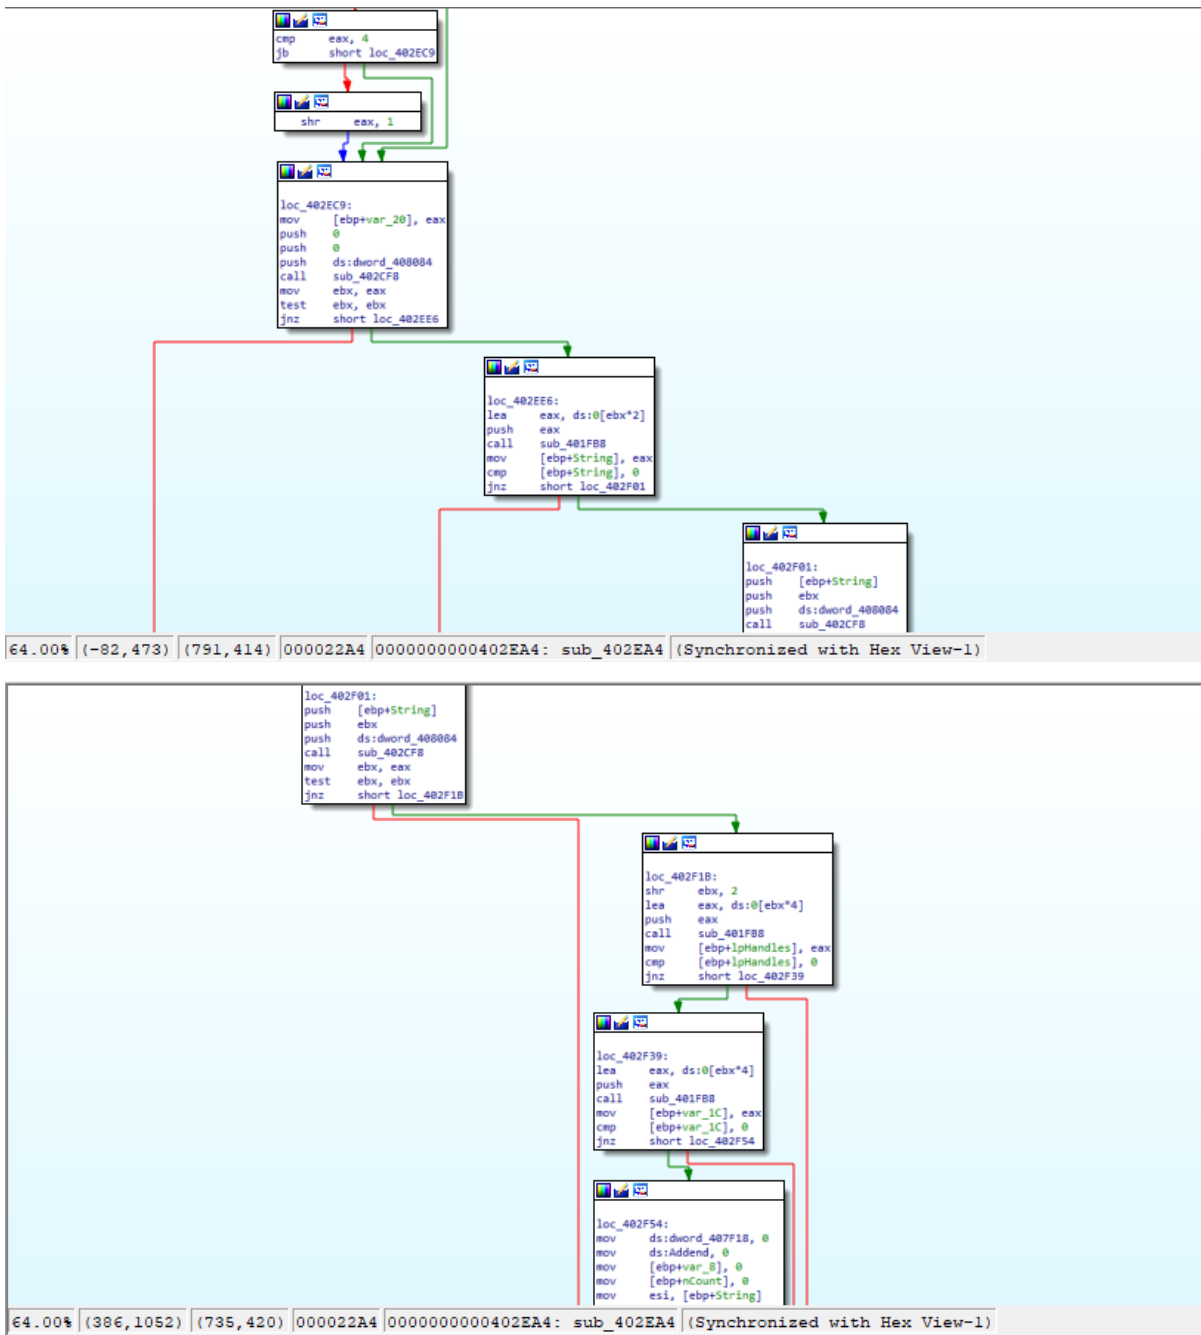 cmp eax, 4
jb short loc_402EC9
shr eax, 1
loc_402EC9:
mov [ebp+var_20], eax
push 0
push 0
push ds:dword_408084
call sub_402CF8
mov ebx, eax
test ebx, ebx
jnz short loc_402EE6
loc_402EE6:
lea eax, ds:0[ebx*2]
push eax
call sub_401FB8
mov [ebp+String], eax
cmp [ebp+String], 0
jnz short loc_402F01
loc_402F01:
push [ebp+String]
push ebx
push ds:dword_408084
call sub_402CF8
64.00% (-82,473) (791,414) 000022A4 0000000000402EA4: sub_402EA4 (Synchronized with Hex View-1)
loc_402F01:
push [ebp+String]
push ebx
push ds:dword_408084
call sub_402CF8
mov ebx, eax
test ebx, ebx
jnz short loc_402F1B
loc_402F1B:
shr ebx, 2
lea eax, ds:0[ebx*4]
push eax
call sub_401FB8
mov [ebp+lpHandles], eax
cmp [ebp+lpHandles], 0
jnz short loc_402F39
loc_402F39:
lea eax, ds:0[ebx*4]
push eax
call sub_401FB8
mov [ebp+var_1C], eax
cmp [ebp+var_1C], 0
jnz short loc_402F54
loc_402F54:
mov ds:dword_407F18, 0
mov ds:Addend, 0
mov [ebp+var_8], 0
mov [ebp+nCount], 0
mov esi, [ebp+String]
64.00% (386,1052) (735,420) 000022A4 0000000000402EA4: sub_402EA4 (Synchronized with Hex View-1)